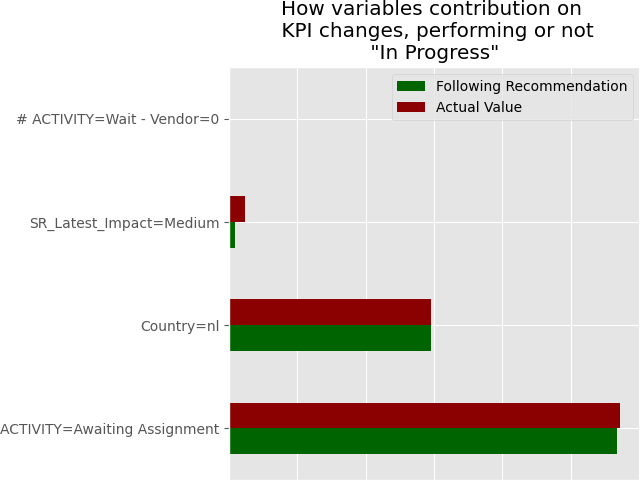 How variables contribution on
KPI changes, performing or not
"In Progress"
Following Recommendation
Actual Value
# ACTIVITY=Wait - Vendor=0
SR_Latest_Impact=Medium
Country=nl
ACTIVITY=Awaiting Assignment